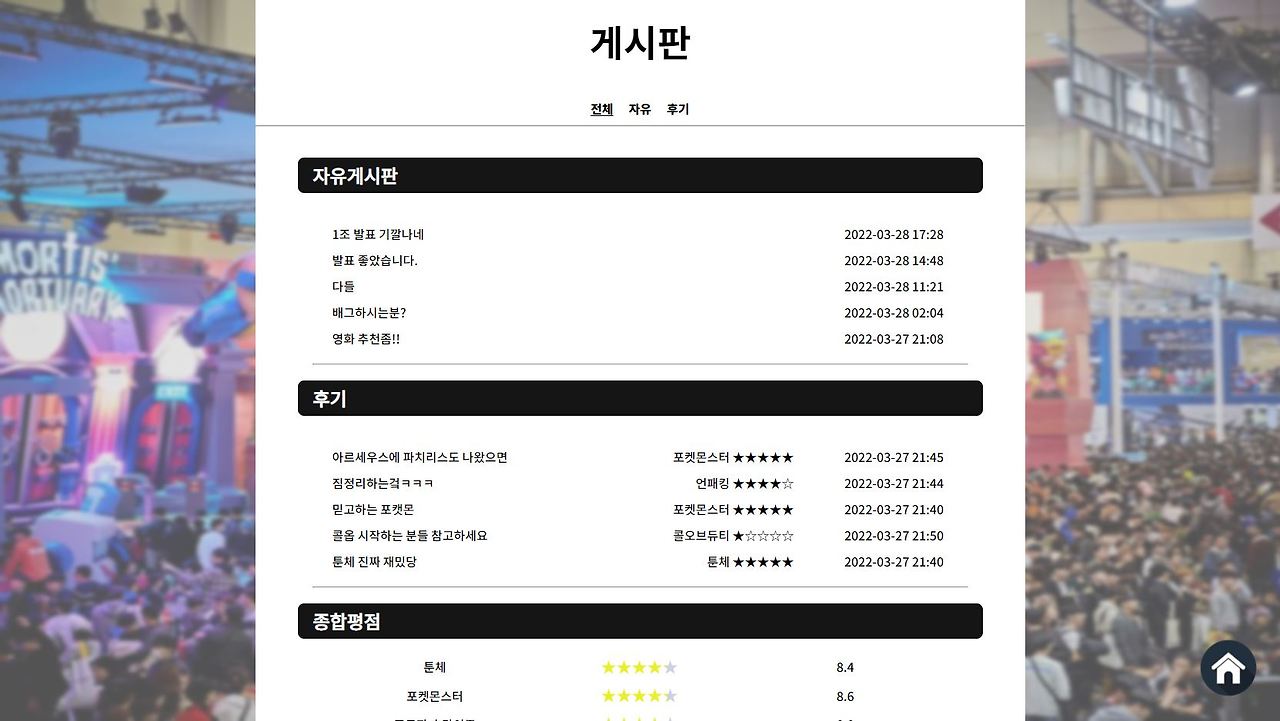 게시판
전체 자유 후기
자유게시판
1조 발표 기깔나네 2022-03-28 17:28
발표 좋았습니다. 2022-03-28 14:48
다들 2022-03-28 11:21
배그하시는분? 2022-03-28 02:04
영화 추천좀!! 2022-03-27 21:08
후기
아르세우스에 파치리스도 나왔으면 포켓몬스터 ★★★★★ 2022-03-27 21:45
짐정리하는겈ㅋㅋㅋ 언패킹 ★★★★☆ 2022-03-27 21:44
믿고하는 포캣몬 포켓몬스터 ★★★★★ 2022-03-27 21:40
콜옵 시작하는 분들 참고하세요 콜오브듀티 ★☆☆☆☆ 2022-03-27 21:50
툰체 진짜 재밌당 툰체 ★★★★★ 2022-03-27 21:40
종합평점
툰체 ★★★★★ 8.4
포켓몬스터 ★★★★★ 8.6
MORTIS'
MORTUARY